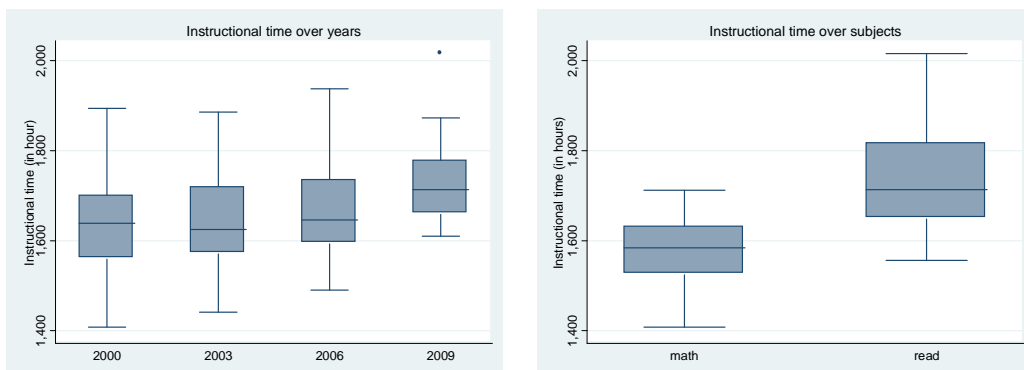 Instructional time over years
Instructional time (in hour)
2,000
1,800
1,600
1,400
2000 2003 2006 2009
Instructional time over subjects
Instructional time (in hours)
2,000
1,800
1,600
1,400
math read